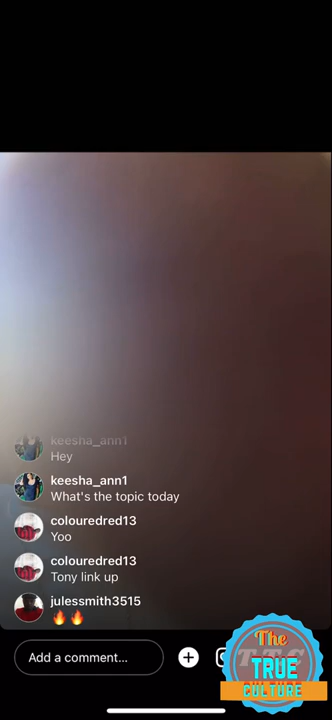 keesha_ann1
Hey
keesha_ann1
What's the topic today
colouredred13
Yoo
colouredred13
Tony link up
julessmith3515
🔥🔥
Add a comment...
The
TRUE
CULTURE